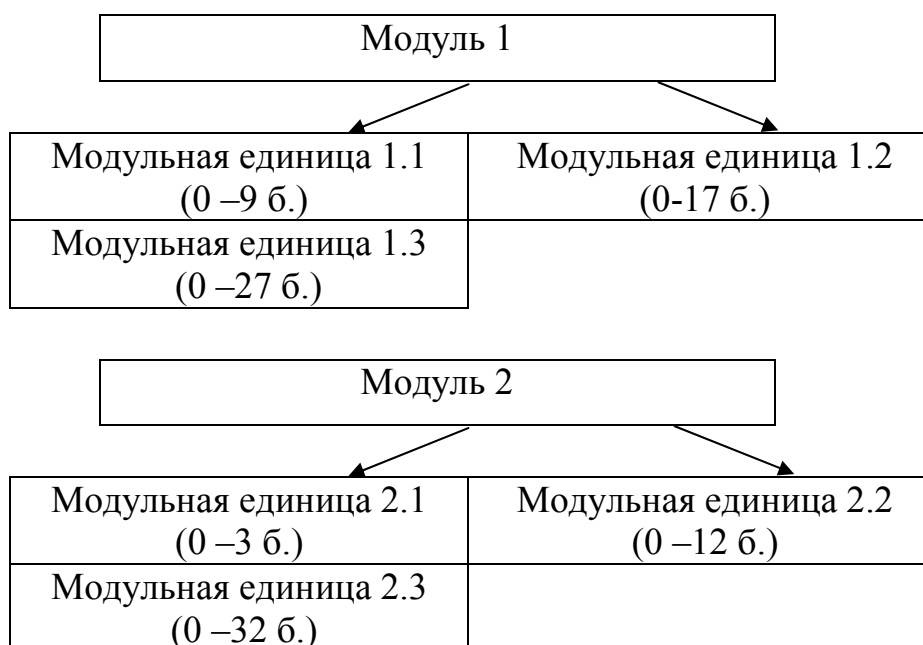 Модуль 1
Модульная единица 1.1
(0 –9 б.)
Модульная единица 1.2
(0-17 б.)
Модульная единица 1.3
(0 –27 б.)
Модуль 2
Модульная единица 2.1
(0 –3 б.)
Модульная единица 2.2
(0 –12 б.)
Модульная единица 2.3
(0 –32 б.)